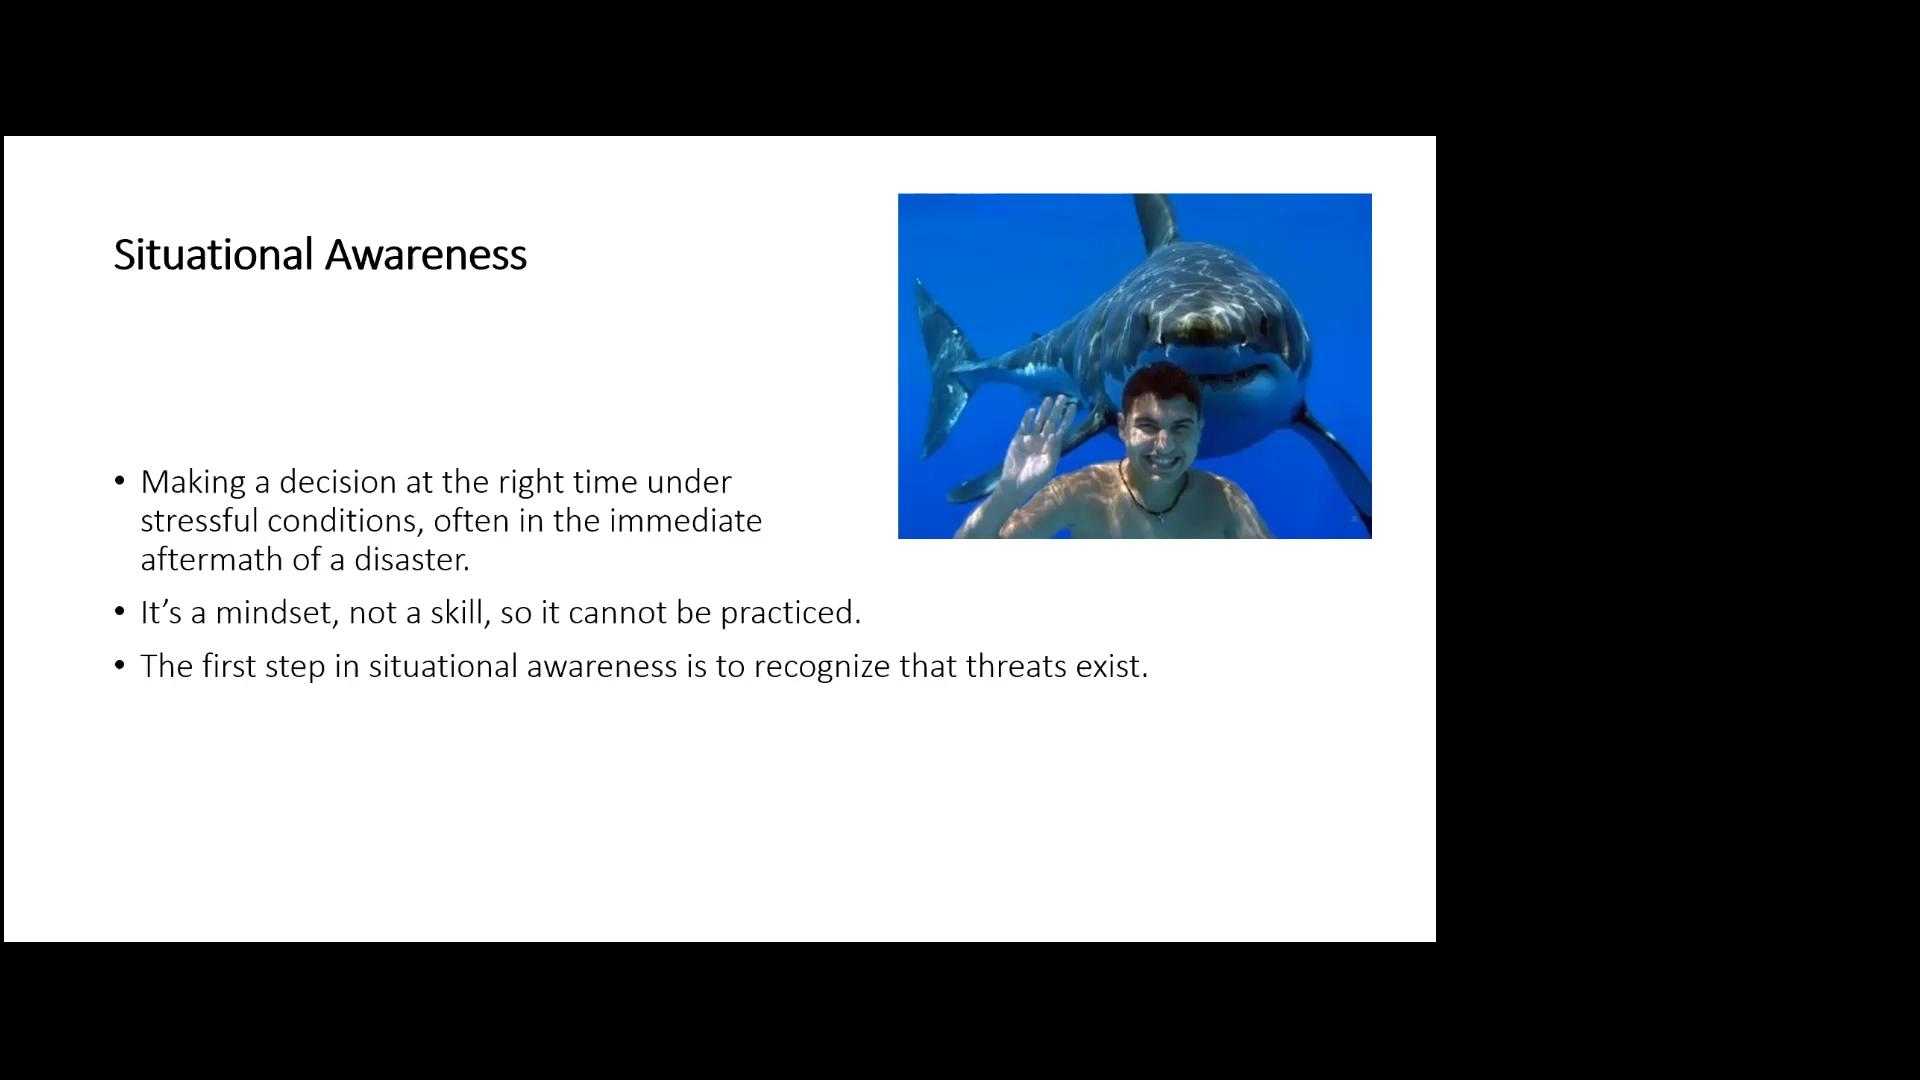 Situational Awareness
• Making a decision at the right time under
stressful conditions, often in the immediate
aftermath of a disaster.
• It’s a mindset, not a skill, so it cannot be practiced.
• The first step in situational awareness is to recognize that threats exist.